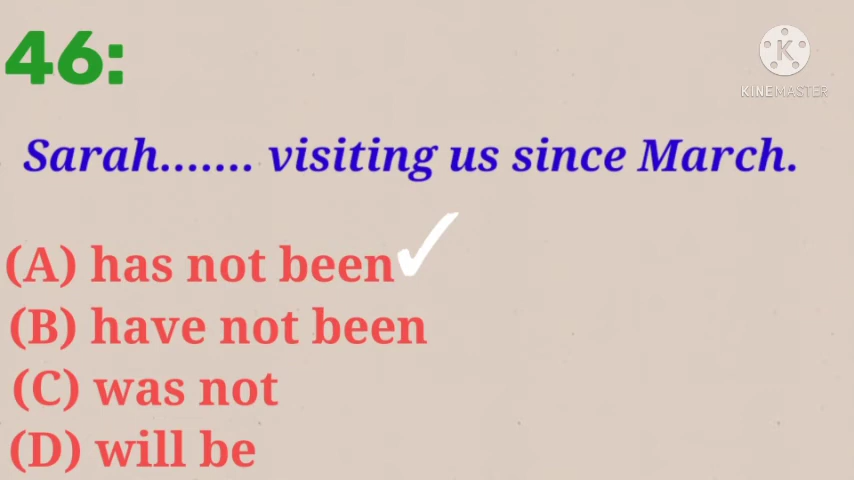 46:
KINEMASTER
Sarah....... visiting us since March.
(A) has not been
(B) have not been
(C) was not
(D) will be